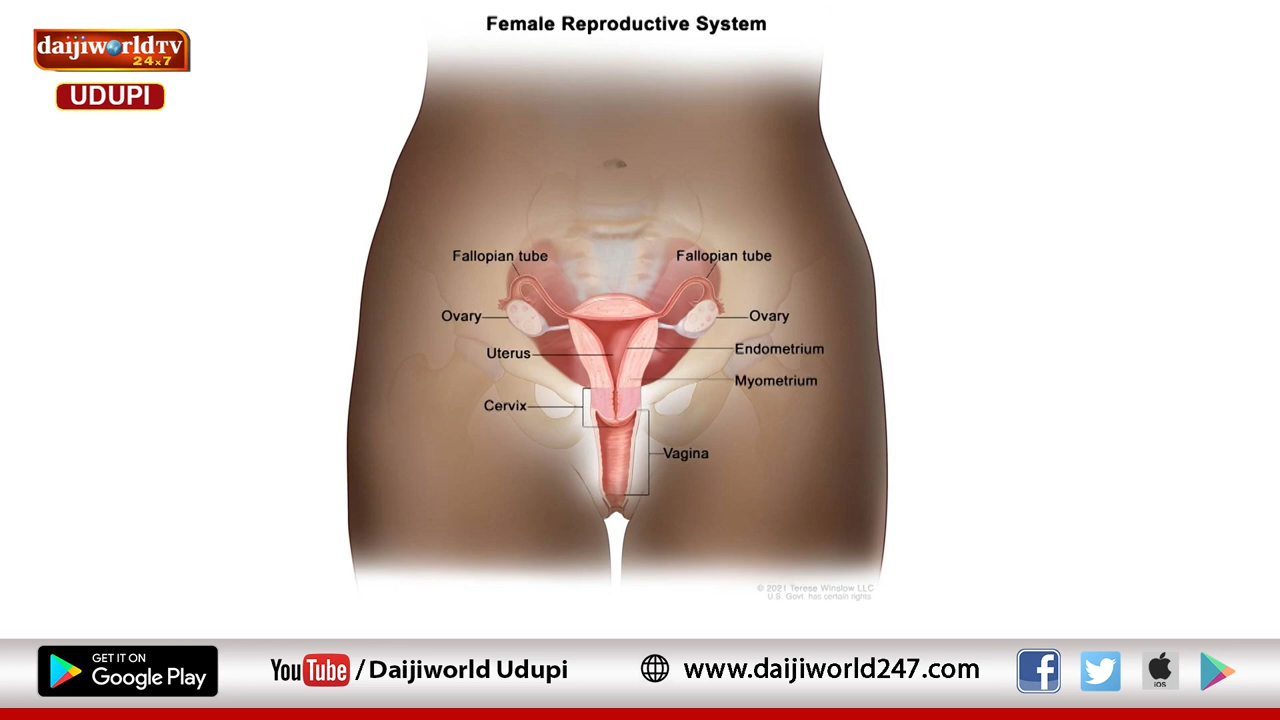 Female Reproductive System
daijiworldTV
24x7
UDUPI
Fallopian tube
Fallopian tube
Ovary
Ovary
Uterus
Endometrium
Myometrium
Cervix
Vagina
© 2021 Terese Winslow LLC
U.S. Govt. has certain rights
GET IT ON
Google Play
YouTube / Daijiworld Udupi
www.daijiworld247.com
f
iOS